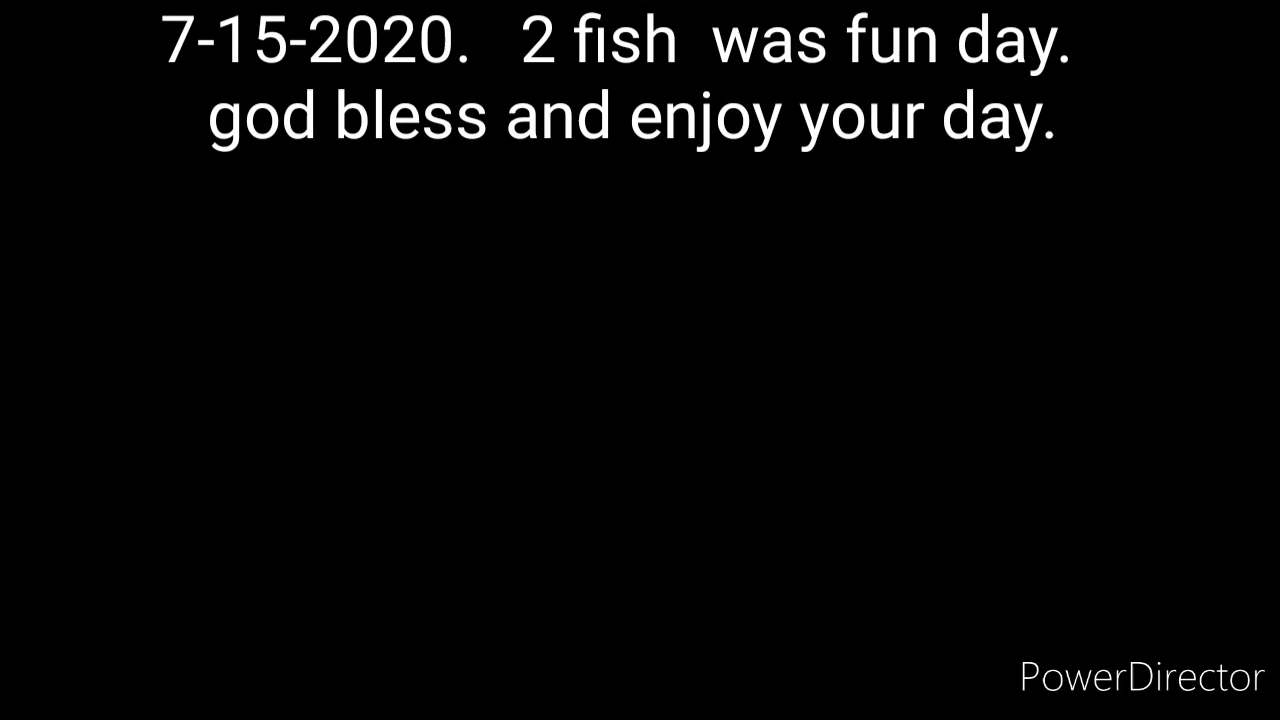 7-15-2020.   2 fish  was fun day.
god bless and enjoy your day.
PowerDirector